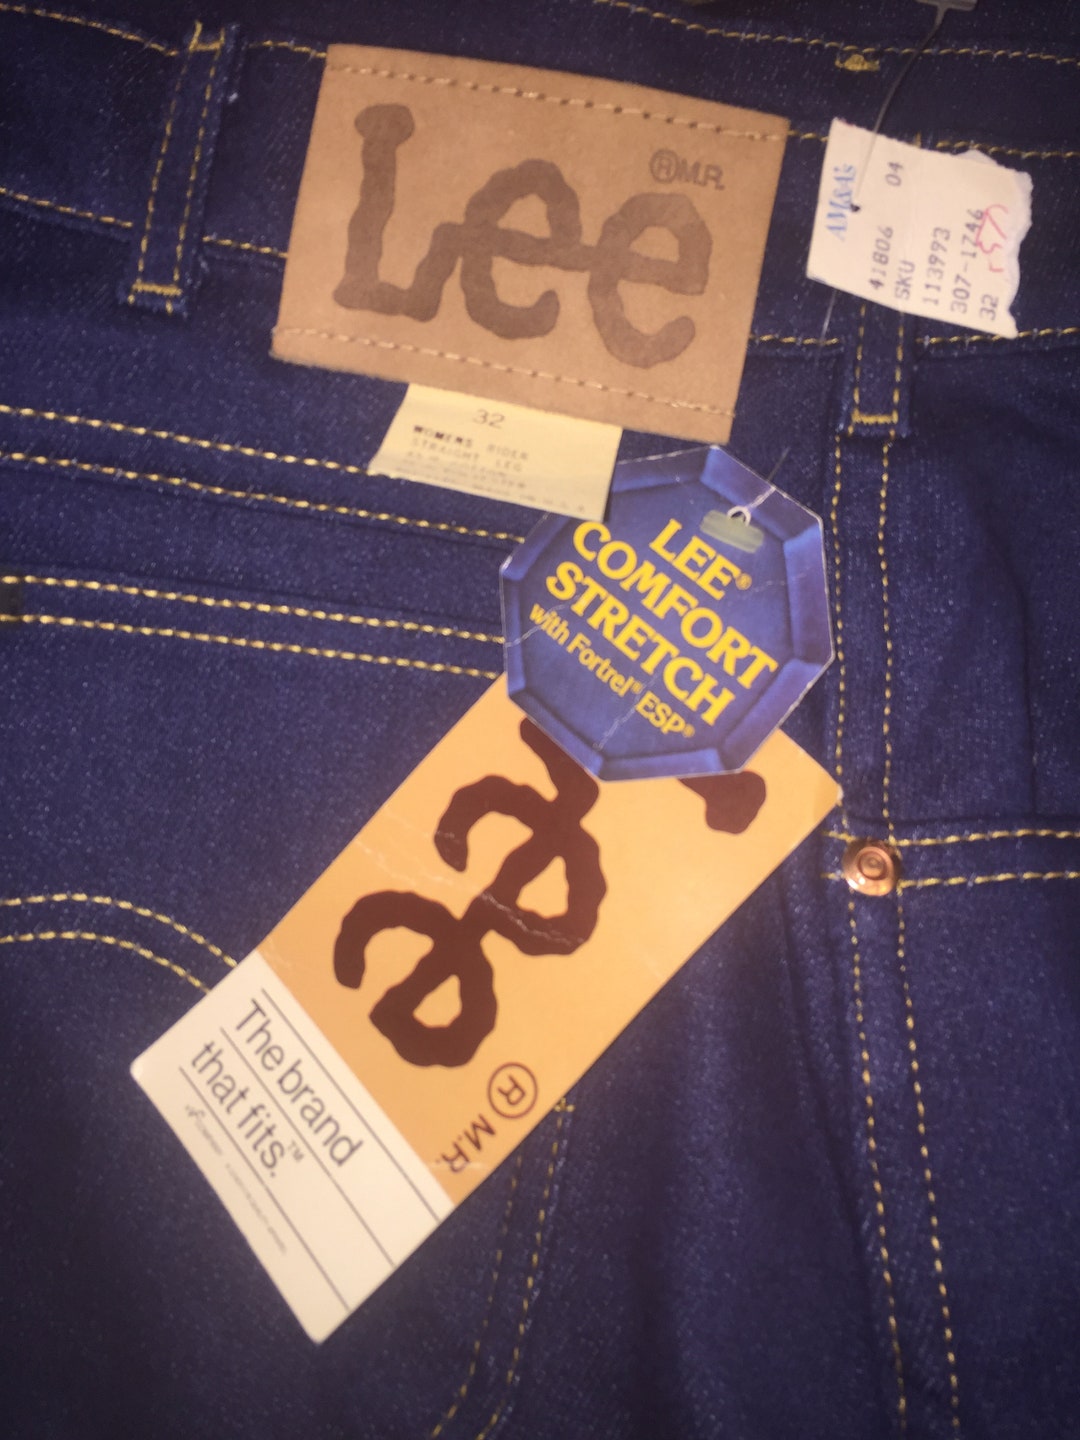 Lee
®M.R.
AM&A's
41806 04
SKU
113993
307-1746
32
57
32
WOMENS RIDER
STRAIGHT LEG
LEE®
COMFORT
STRETCH
with Fortrel® ESP®
Lee
® M.R.
The brand
that fits.™